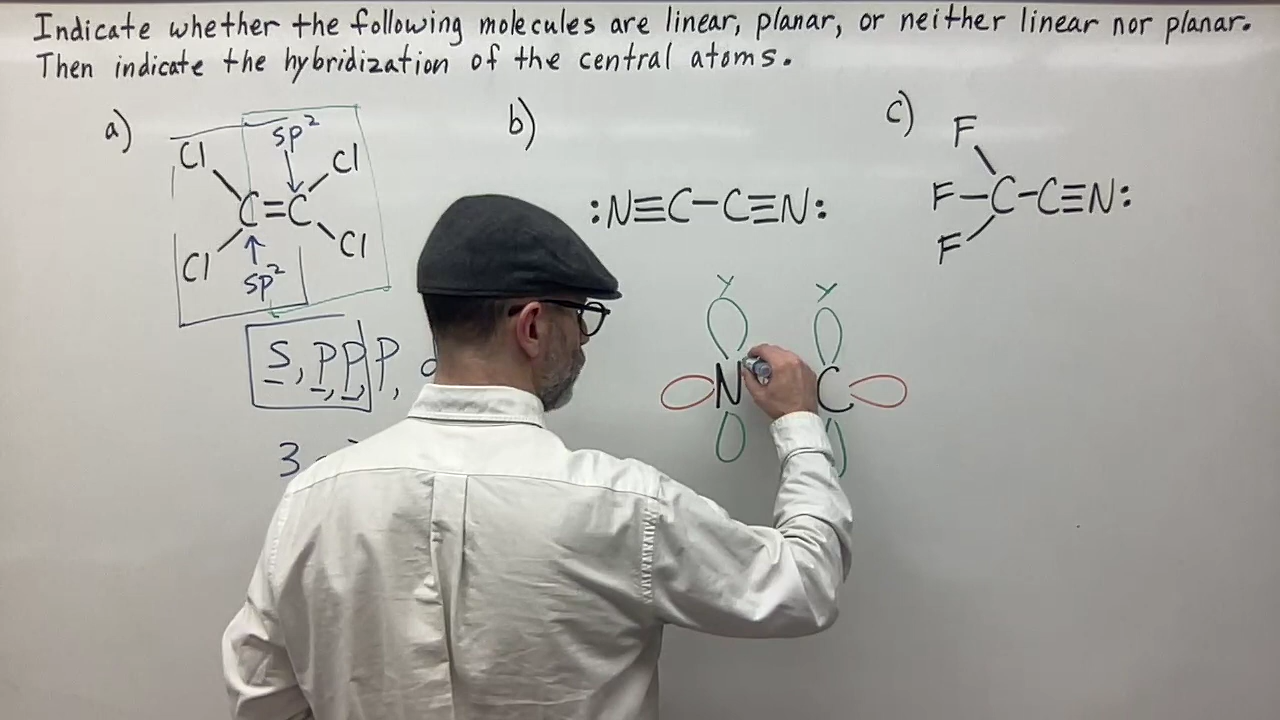 Indicate whether the following molecules are linear, planar, or neither linear nor planar.
Then indicate the hybridization of the central atoms.
a)
sp²
Cl Cl
C=C
Cl Cl
sp²
S, P, P, P,
3
b)
:N≡C-C≡N:
Y Y
N C
c)
F
F-C-C≡N:
F